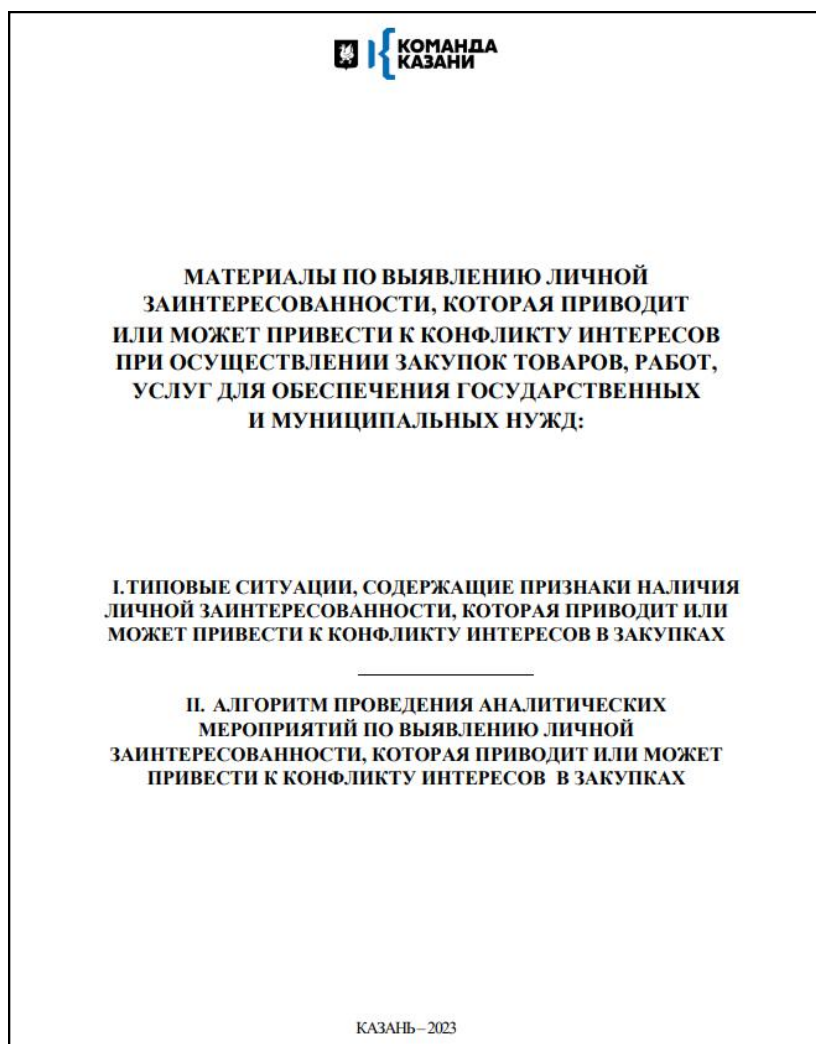 КОМАНДА
КАЗАНИ
МАТЕРИАЛЫ ПО ВЫЯВЛЕНИЮ ЛИЧНОЙ
ЗАИНТЕРЕСОВАННОСТИ, КОТОРАЯ ПРИВОДИТ
ИЛИ МОЖЕТ ПРИВЕСТИ К КОНФЛИКТУ ИНТЕРЕСОВ
ПРИ ОСУЩЕСТВЛЕНИИ ЗАКУПОК ТОВАРОВ, РАБОТ,
УСЛУГ ДЛЯ ОБЕСПЕЧЕНИЯ ГОСУДАРСТВЕННЫХ
И МУНИЦИПАЛЬНЫХ НУЖД:
I. ТИПОВЫЕ СИТУАЦИИ, СОДЕРЖАЩИЕ ПРИЗНАКИ НАЛИЧИЯ
ЛИЧНОЙ ЗАИНТЕРЕСОВАННОСТИ, КОТОРАЯ ПРИВОДИТ ИЛИ
МОЖЕТ ПРИВЕСТИ К КОНФЛИКТУ ИНТЕРЕСОВ В ЗАКУПКАХ
II. АЛГОРИТМ ПРОВЕДЕНИЯ АНАЛИТИЧЕСКИХ
МЕРОПРИЯТИЙ ПО ВЫЯВЛЕНИЮ ЛИЧНОЙ
ЗАИНТЕРЕСОВАННОСТИ, КОТОРАЯ ПРИВОДИТ ИЛИ МОЖЕТ
ПРИВЕСТИ К КОНФЛИКТУ ИНТЕРЕСОВ В ЗАКУПКАХ
КАЗАНЬ – 2023